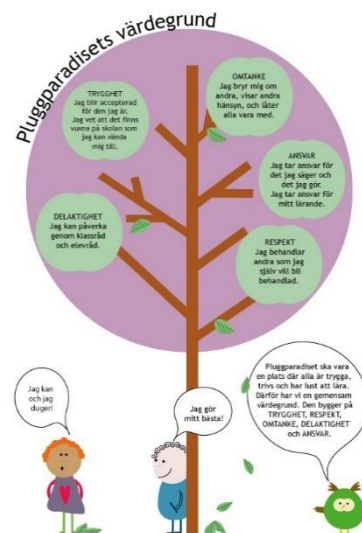 Pluggparadisets värdegrund
TRYGGHET
Jag blir accepterad
för den jag är.
Jag vet att det finns
vuxna på skolan som
jag kan vända
mig till.
OMTANKE
Jag bryr mig om
andra, visar andra
hänsyn, och låter
alla vara med.
ANSVAR
Jag tar ansvar för
det jag säger och
det jag gör.
Jag tar ansvar för
mitt lärande.
DELAKTIGHET
Jag kan påverka
genom klassråd
och elevråd.
RESPEKT
Jag behandlar
andra som jag
själv vill bli
behandlad.
Jag kan
och jag
duger!
Jag gör
mitt bästa!
Pluggparadiset ska vara
en plats där alla är trygga,
trivs och har lust att lära.
Därför har vi en gemensam
värdegrund. Den bygger på
TRYGGHET, RESPEKT,
OMTANKE, DELAKTIGHET
och ANSVAR.